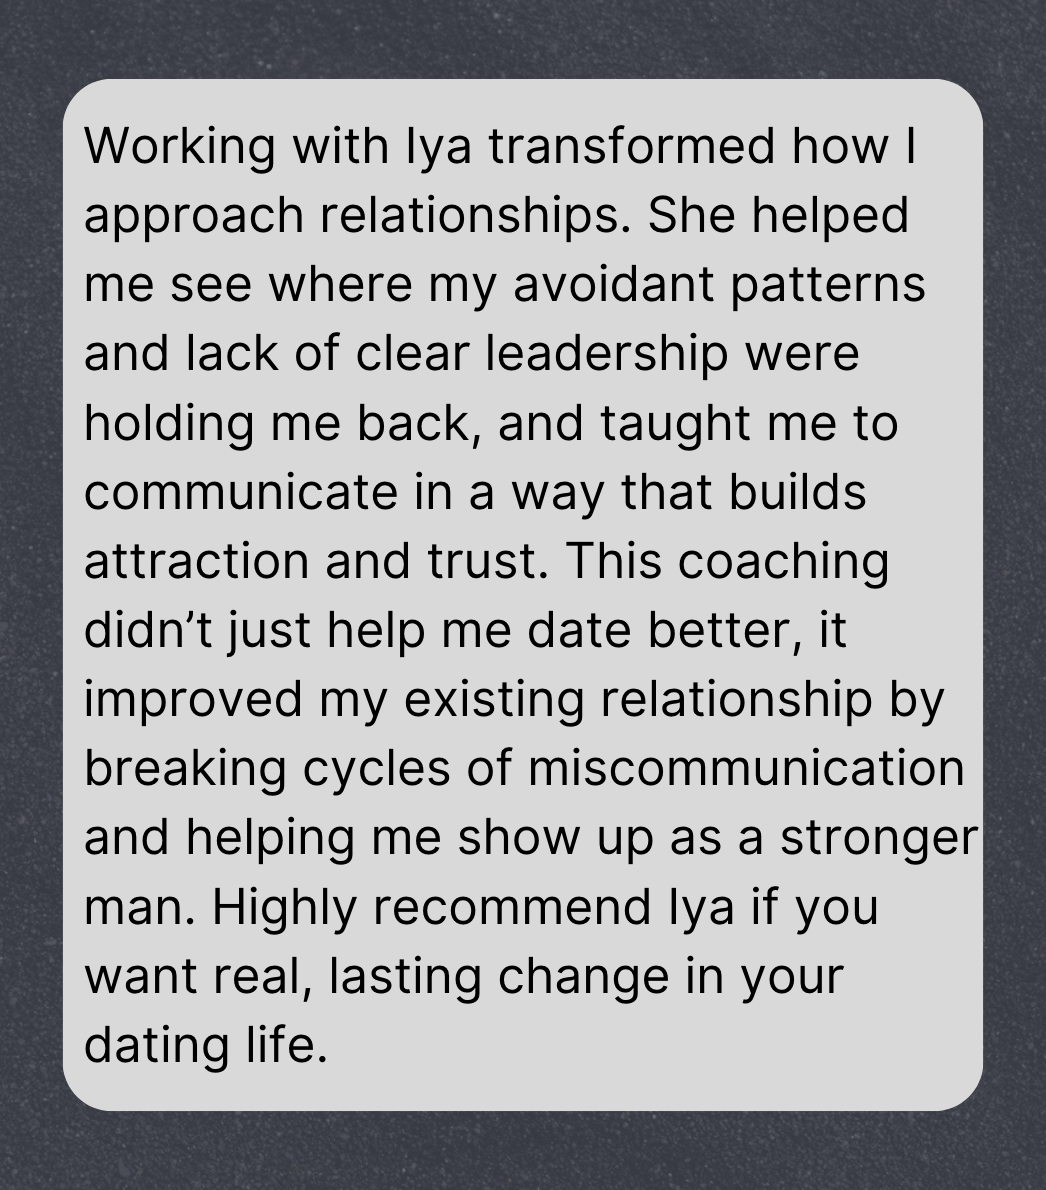 Working with Iya transformed how I
approach relationships. She helped
me see where my avoidant patterns
and lack of clear leadership were
holding me back, and taught me to
communicate in a way that builds
attraction and trust. This coaching
didn’t just help me date better, it
improved my existing relationship by
breaking cycles of miscommunication
and helping me show up as a stronger
man. Highly recommend Iya if you
want real, lasting change in your
dating life.